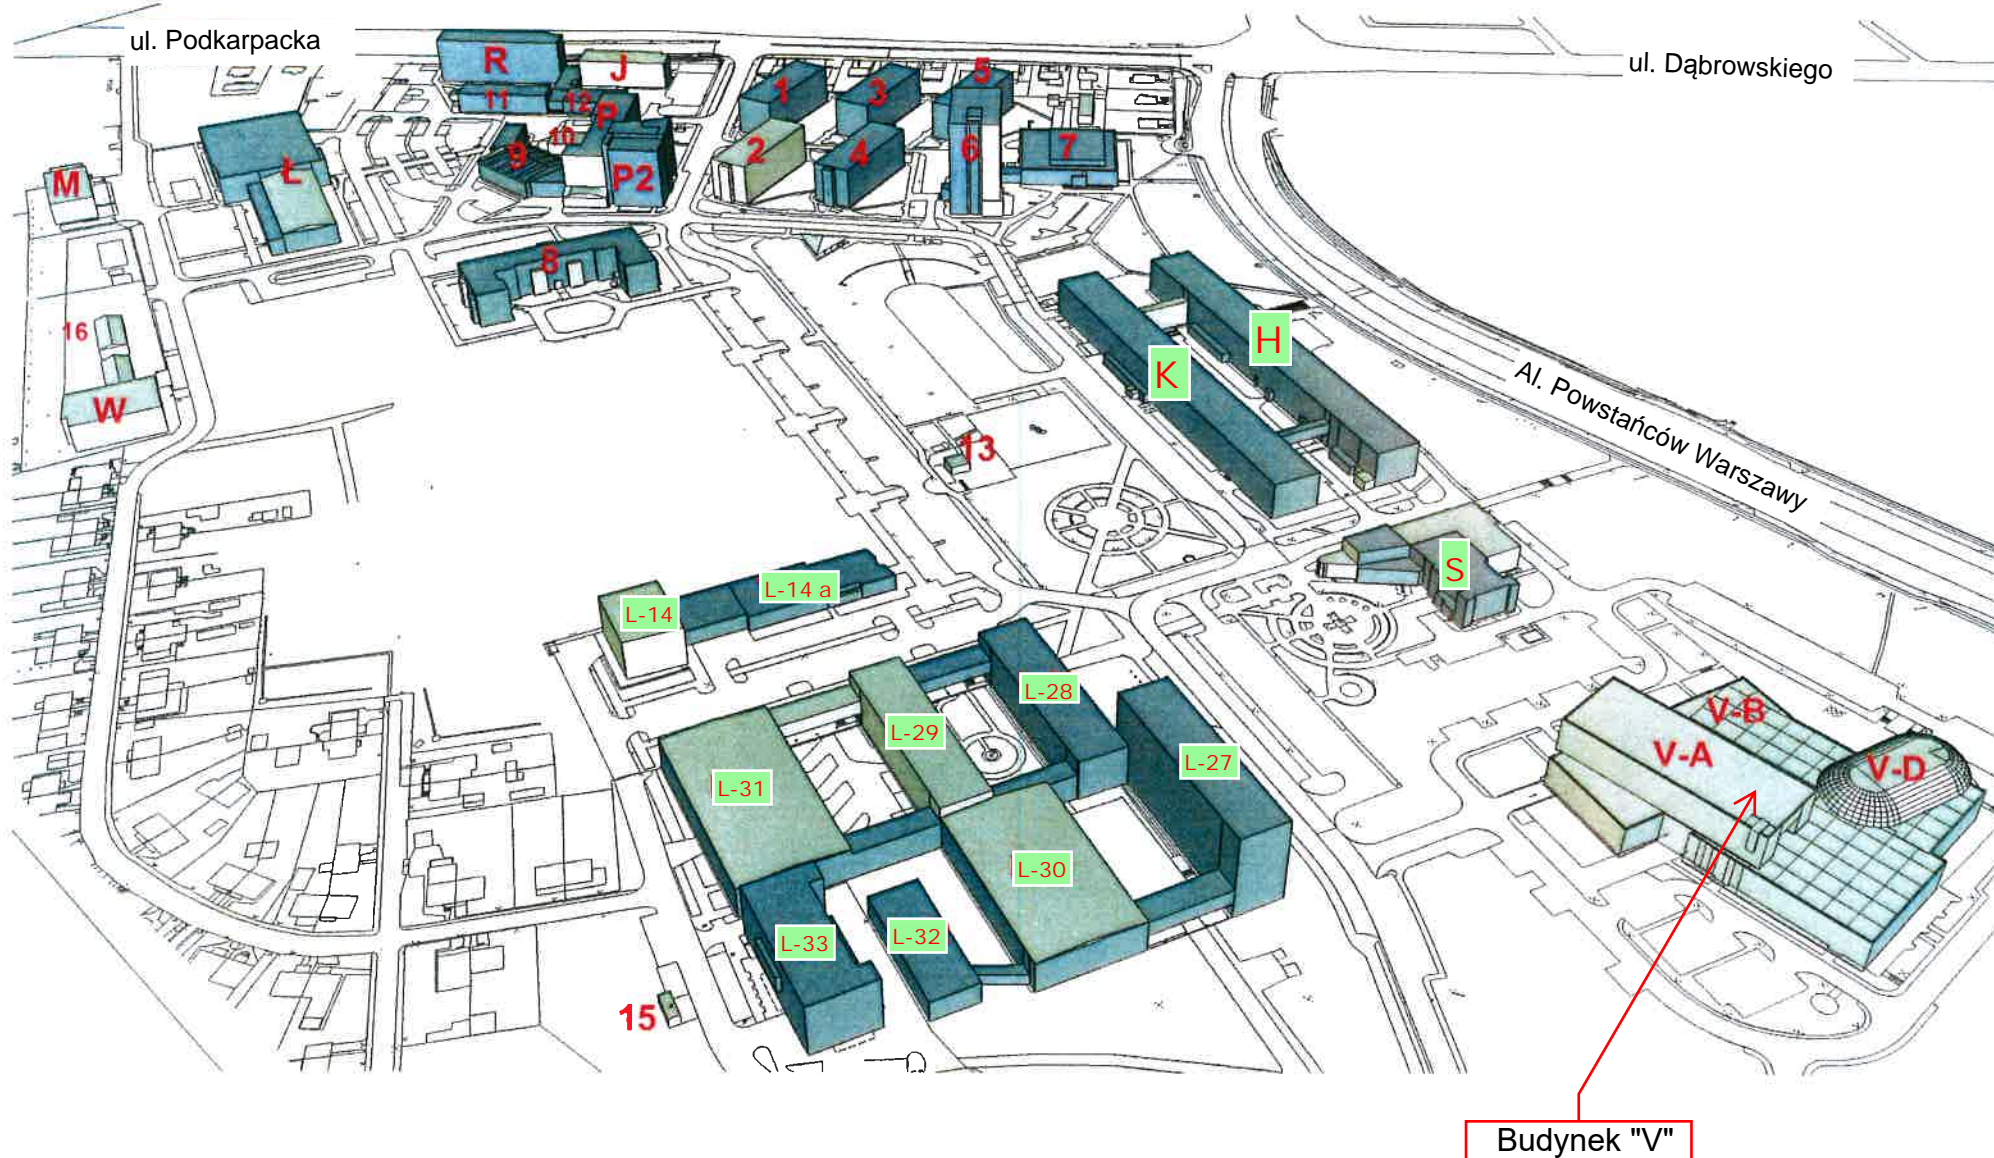 ul. Podkarpacka
ul. Dąbrowskiego
R
J
11
12
P
10
9
P2
1
3
5
2
4
6
7
M
Ł
8
16
W
H
K
Al. Powstańców Warszawy
13
S
L-14
L-14 a
L-28
L-29
L-27
L-31
L-30
L-33
L-32
15
V-B
V-A
V-D
Budynek "V"